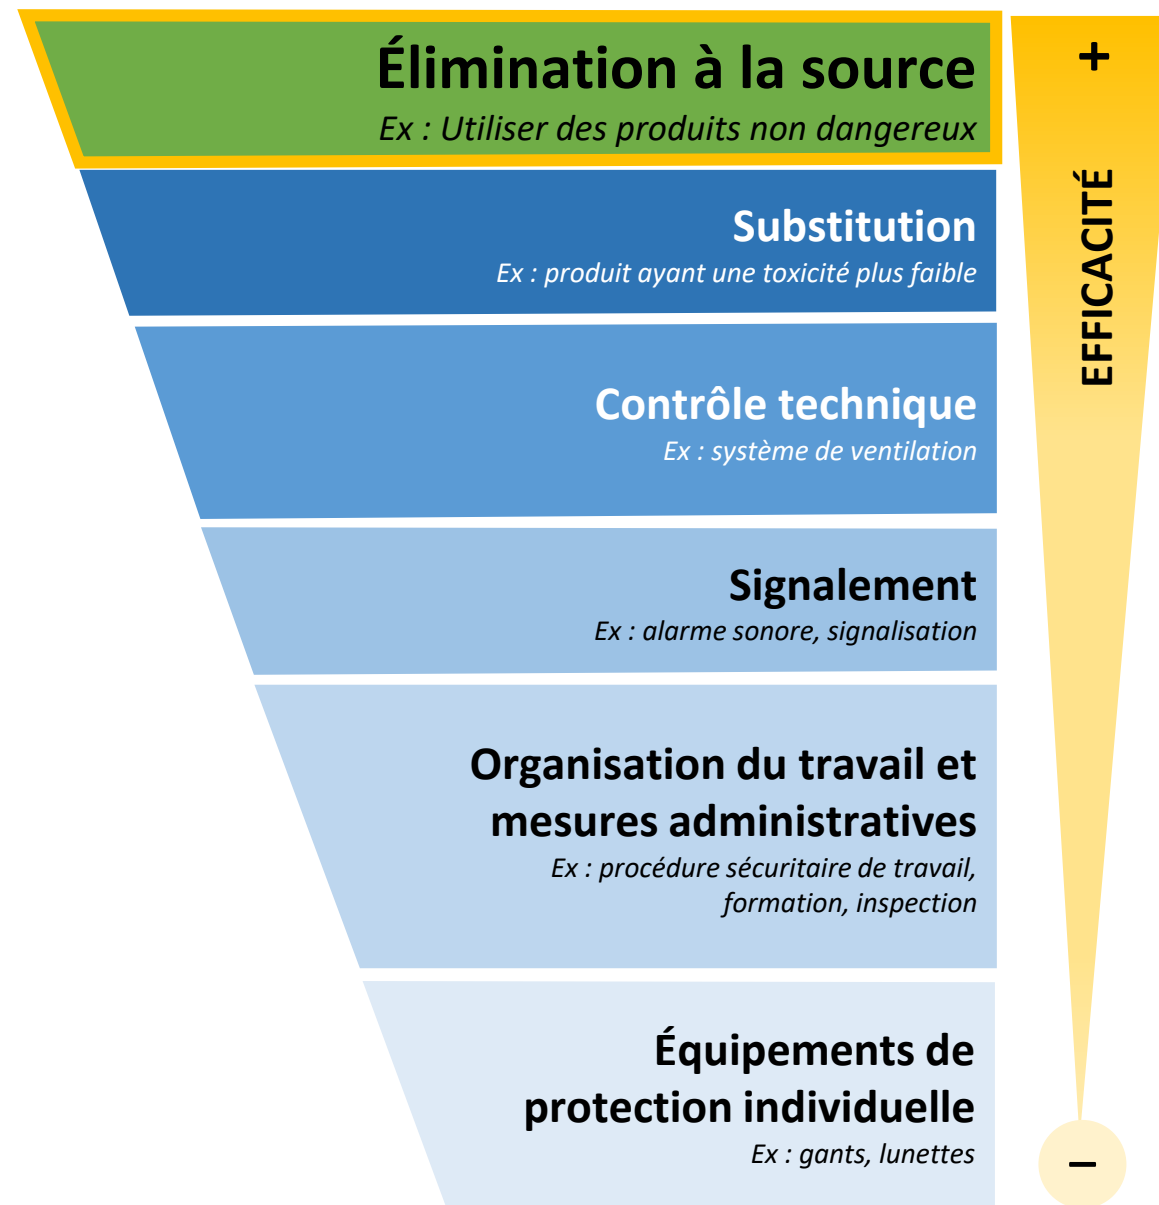 Élimination à la source
Ex : Utiliser des produits non dangereux
Substitution
Ex : produit ayant une toxicité plus faible
Contrôle technique
Ex : système de ventilation
Signalement
Ex : alarme sonore, signalisation
Organisation du travail et
mesures administratives
Ex : procédure sécuritaire de travail,
formation, inspection
Équipements de
protection individuelle
Ex : gants, lunettes
+
EFFICACITÉ
–